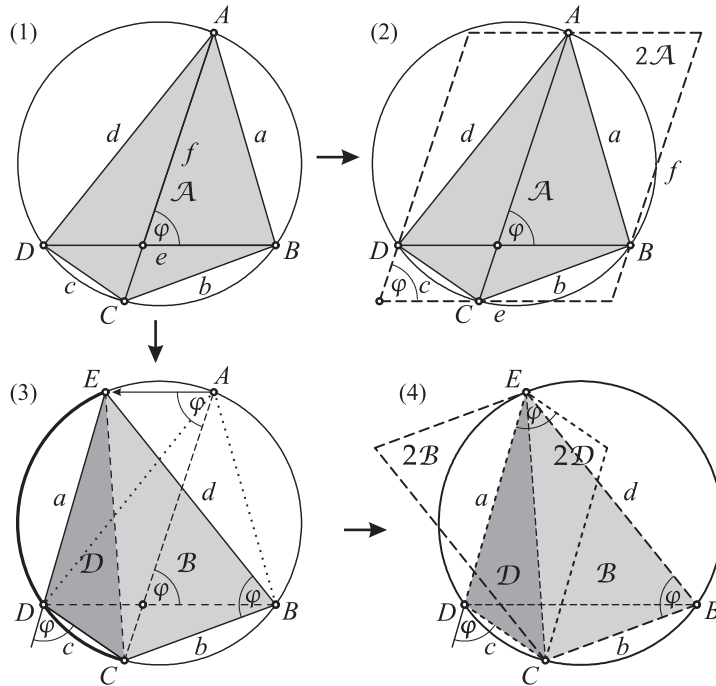 (1) A
d a
f
𝒜
φ
D e B
c b
C
(2) A
2𝒜
d a
f
𝒜
φ
D B
φ c b
C e
(3) E A
φ
a d
𝒟 ℬ
φ φ
D B
φ c b
C
(4) E
φ
2ℬ 2𝒟
a d
𝒟 ℬ
φ
D B
φ c b
C